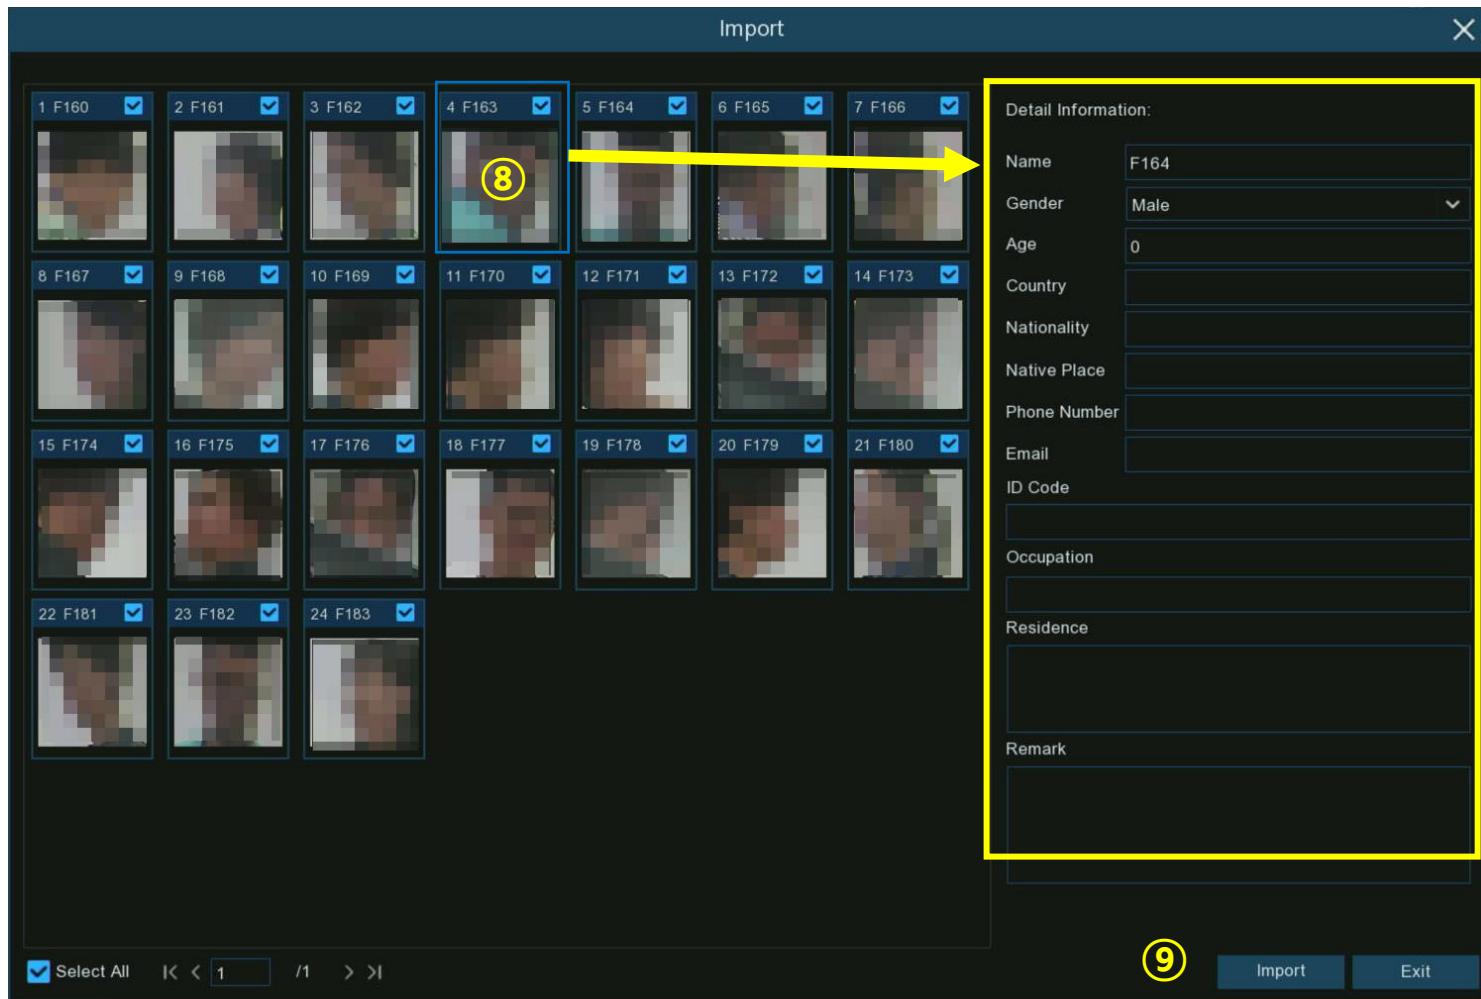 Import
1 F160
2 F161
3 F162
4 F163
5 F164
6 F165
7 F166
⑧
8 F167
9 F168
10 F169
11 F170
12 F171
13 F172
14 F173
15 F174
16 F175
17 F176
18 F177
19 F178
20 F179
21 F180
22 F181
23 F182
24 F183
Detail Information:
Name F164
Gender Male
Age 0
Country
Nationality
Native Place
Phone Number
Email
ID Code
Occupation
Residence
Remark
Select All 1 /1
⑨ Import Exit